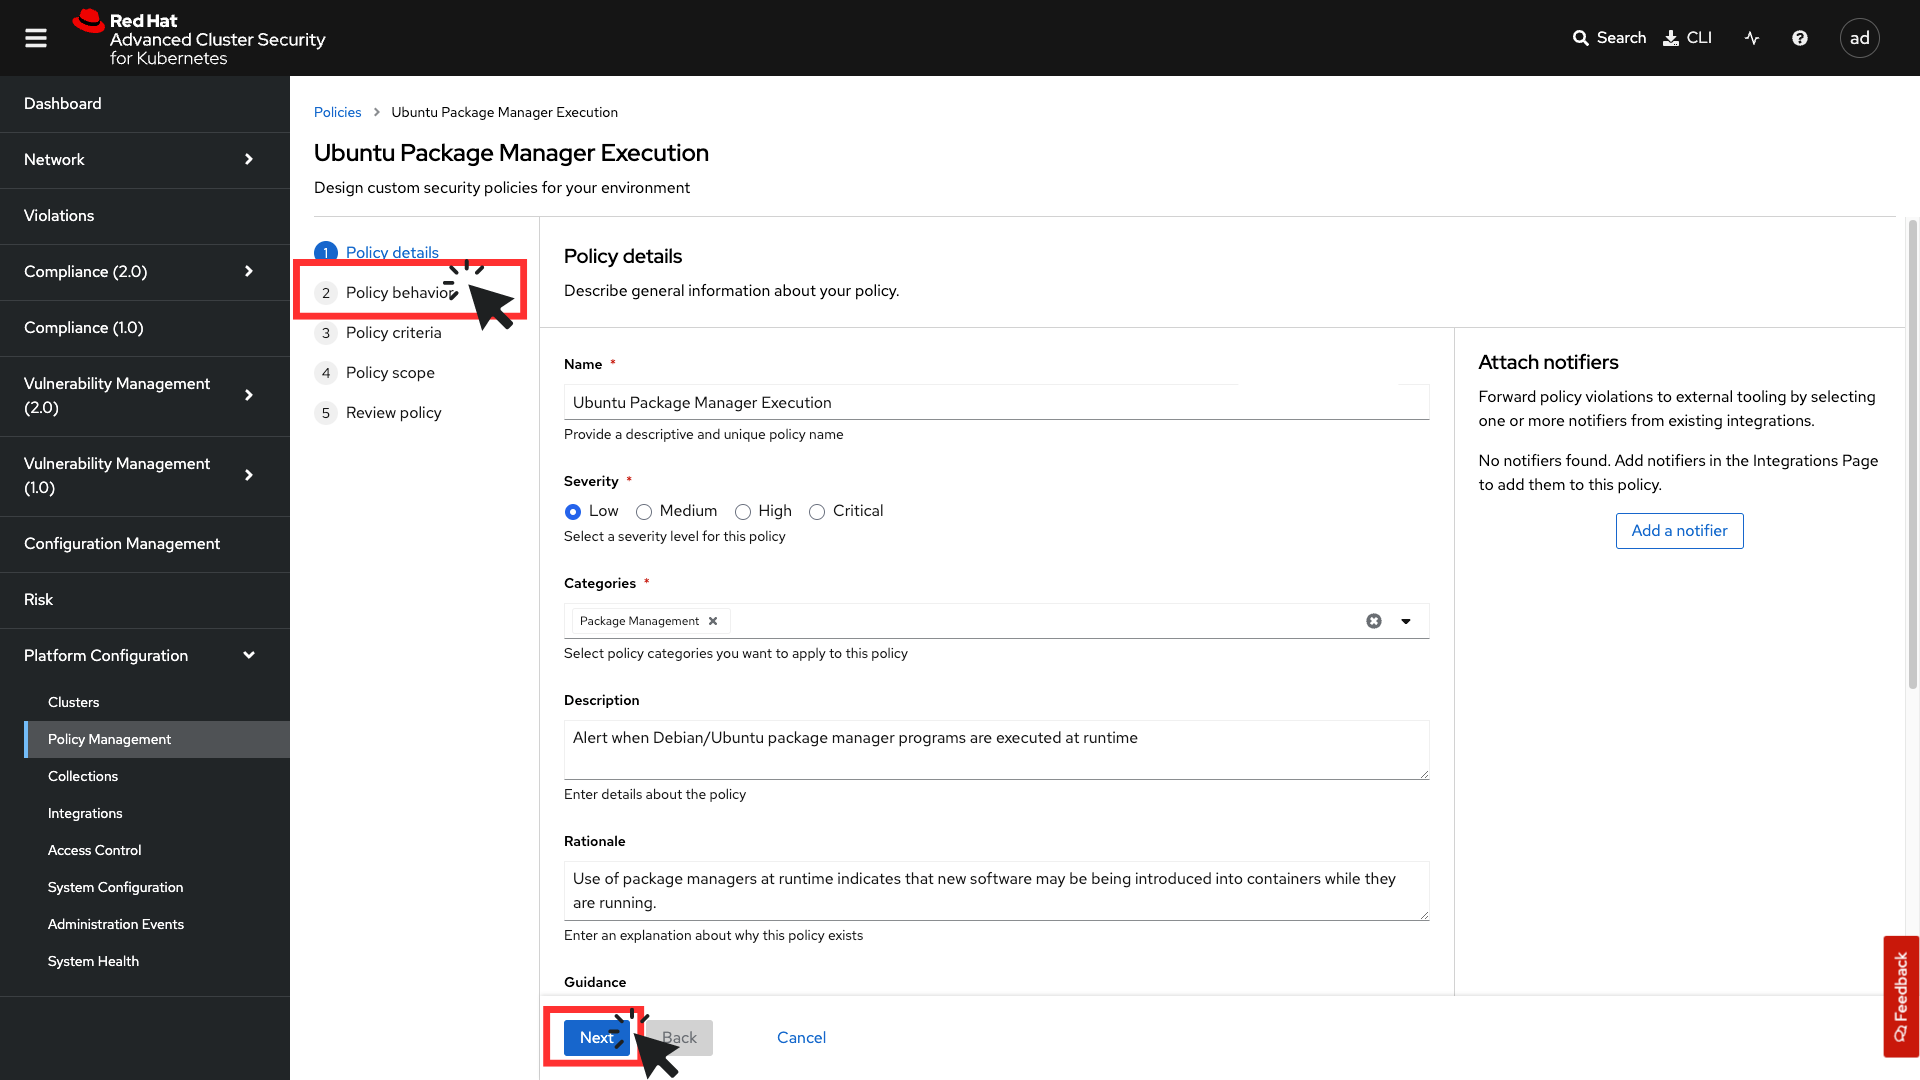 Red Hat
Advanced Cluster Security
for Kubernetes
Search
CLI
ad
Dashboard
Network
Violations
Compliance (2.0)
Compliance (1.0)
Vulnerability Management
(2.0)
Vulnerability Management
(1.0)
Configuration Management
Risk
Platform Configuration
Clusters
Policy Management
Collections
Integrations
Access Control
System Configuration
Administration Events
System Health
Policies > Ubuntu Package Manager Execution
Ubuntu Package Manager Execution
Design custom security policies for your environment
1 Policy details
2 Policy behavior
3 Policy criteria
4 Policy scope
5 Review policy
Policy details
Describe general information about your policy.
Name *
Ubuntu Package Manager Execution
Provide a descriptive and unique policy name
Severity *
Low Medium High Critical
Select a severity level for this policy
Categories *
Package Management
Select policy categories you want to apply to this policy
Description
Alert when Debian/Ubuntu package manager programs are executed at runtime
Enter details about the policy
Rationale
Use of package managers at runtime indicates that new software may be being introduced into containers while they
are running.
Enter an explanation about why this policy exists
Guidance
Next Back Cancel
Attach notifiers
Forward policy violations to external tooling by selecting
one or more notifiers from existing integrations.
No notifiers found. Add notifiers in the Integrations Page
to add them to this policy.
Add a notifier
Feedback